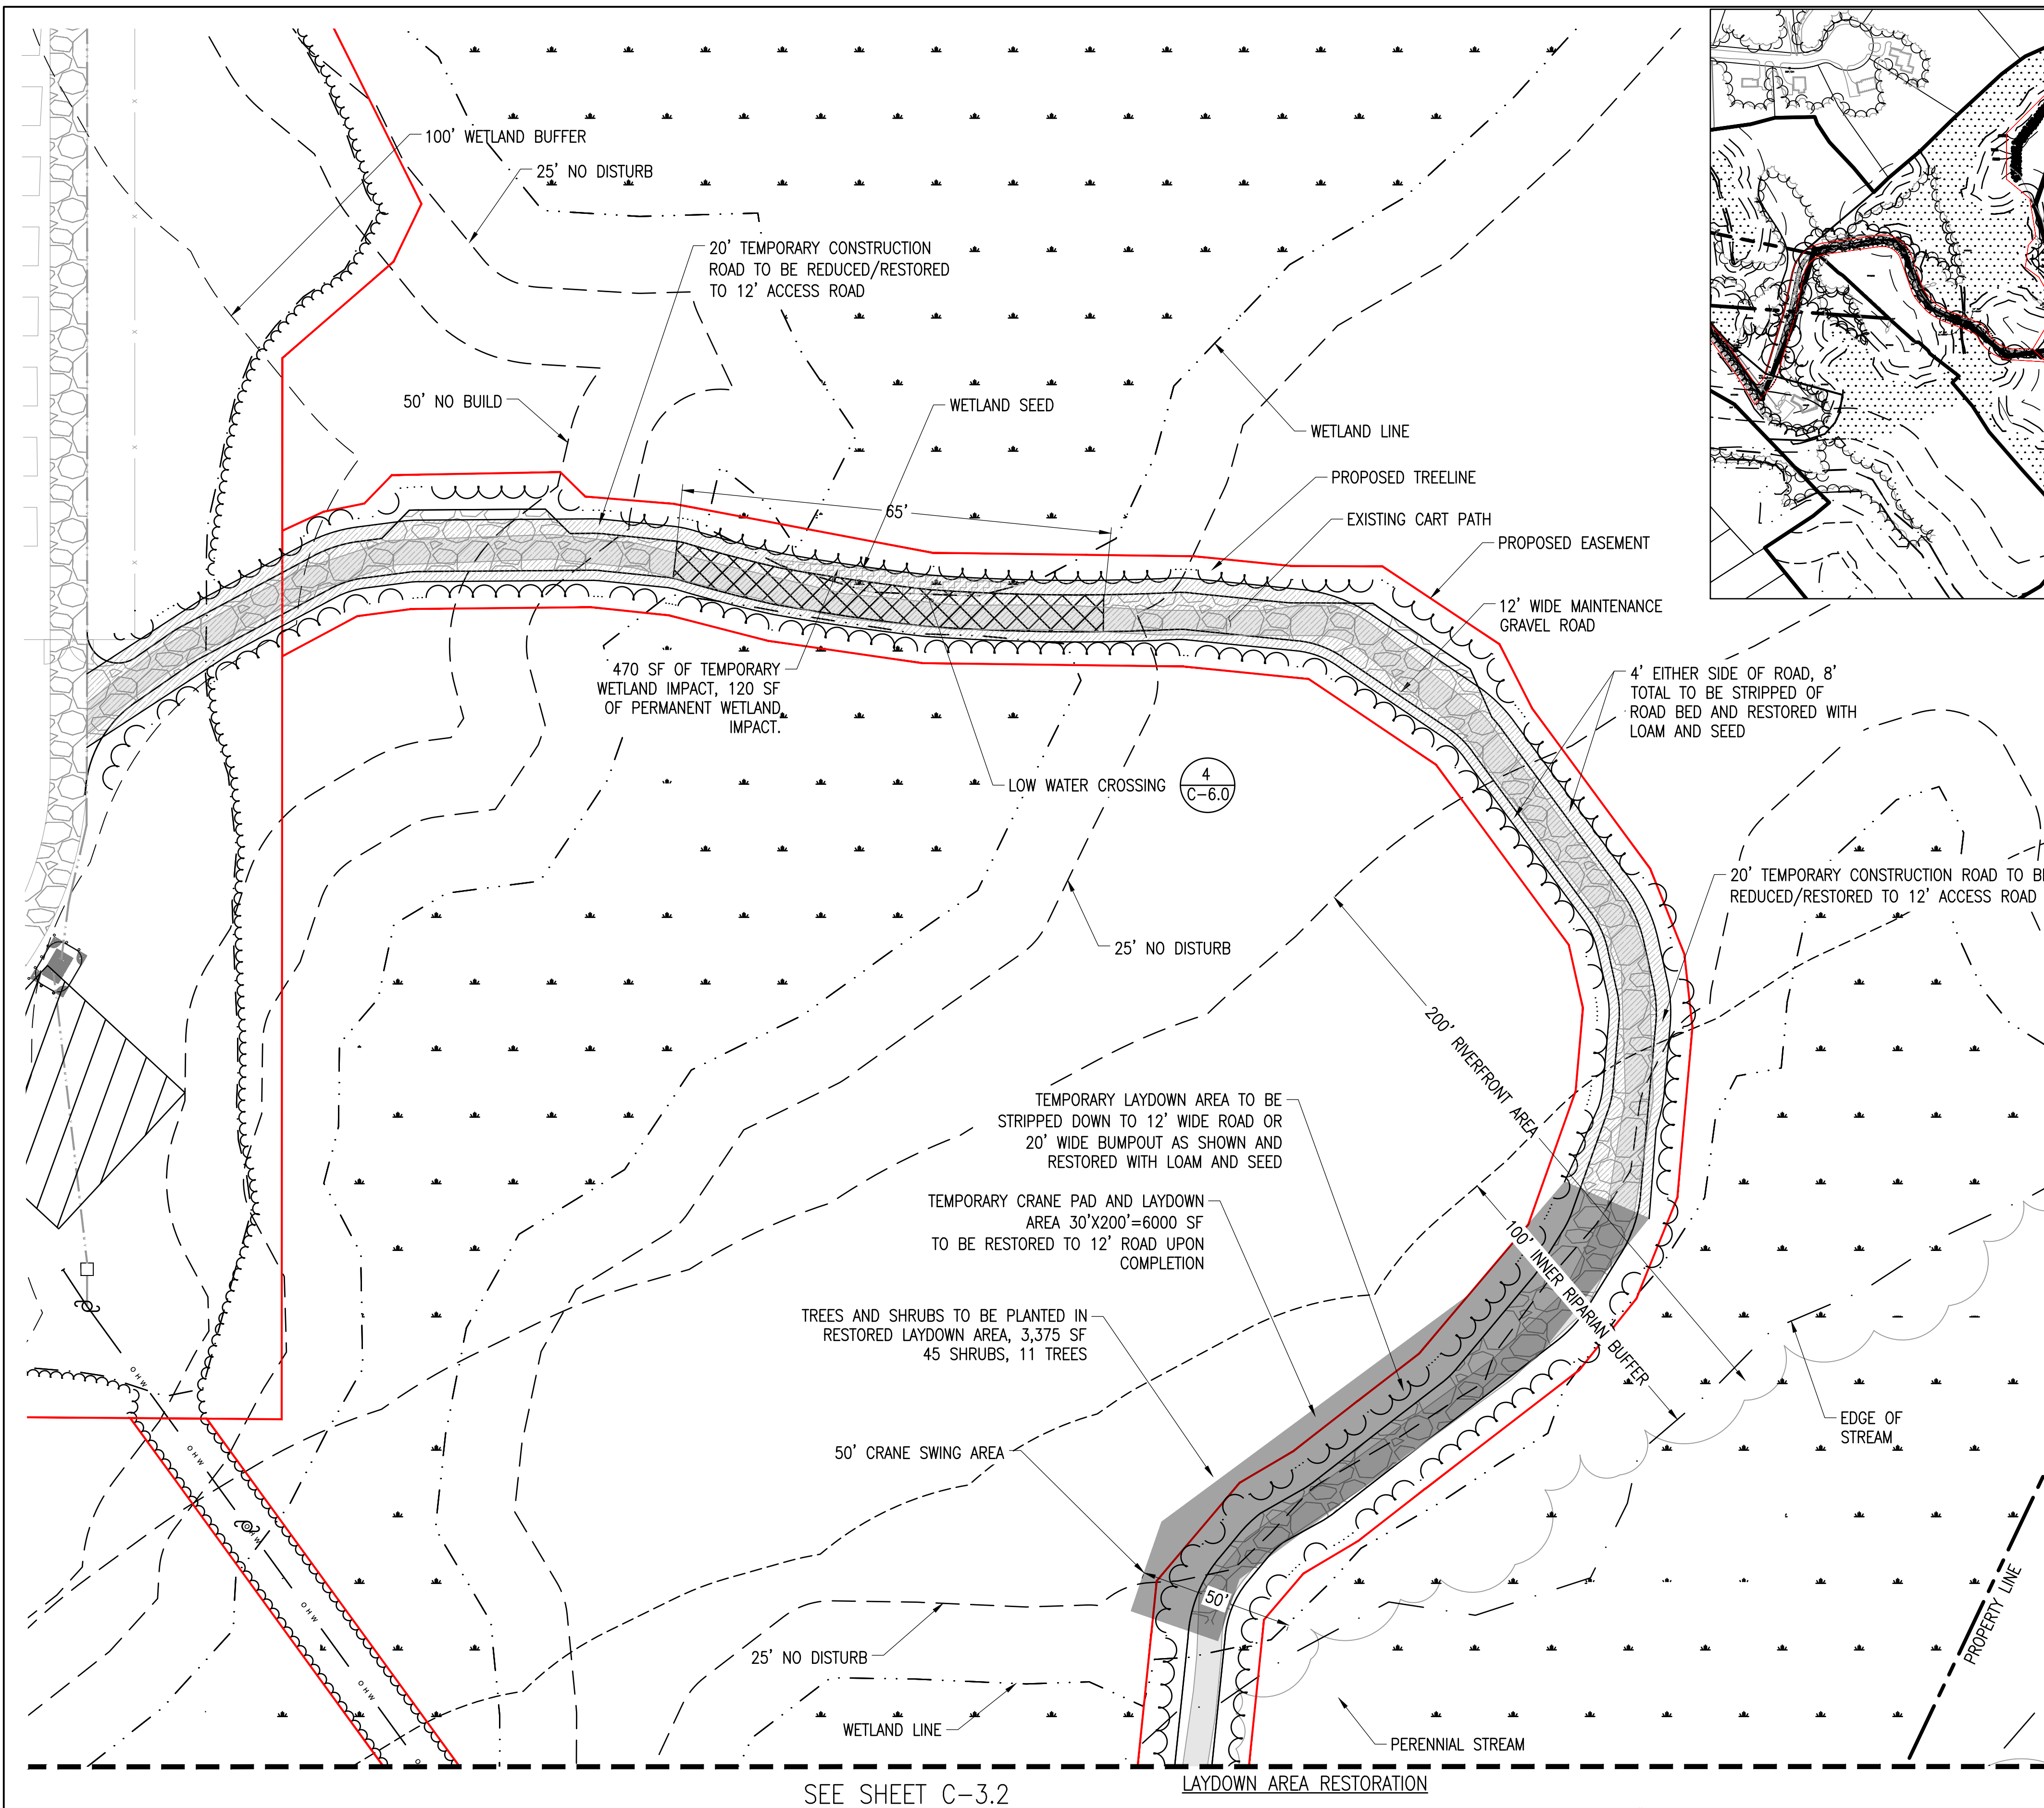 100' WETLAND BUFFER
25' NO DISTURB
20' TEMPORARY CONSTRUCTION
ROAD TO BE REDUCED/RESTORED
TO 12' ACCESS ROAD
50' NO BUILD
WETLAND SEED
WETLAND LINE
PROPOSED TREELINE
65'
EXISTING CART PATH
PROPOSED EASEMENT
12' WIDE MAINTENANCE
GRAVEL ROAD
470 SF OF TEMPORARY
WETLAND IMPACT, 120 SF
OF PERMANENT WETLAND
IMPACT.
4' EITHER SIDE OF ROAD, 8'
TOTAL TO BE STRIPPED OF
ROAD BED AND RESTORED WITH
LOAM AND SEED
LOW WATER CROSSING
4
C-6.0
20' TEMPORARY CONSTRUCTION ROAD TO
REDUCED/RESTORED TO 12' ACCESS ROAD
25' NO DISTURB
200' RIVERFRONT AREA
TEMPORARY LAYDOWN AREA TO BE
STRIPPED DOWN TO 12' WIDE ROAD OR
20' WIDE BUMPOUT AS SHOWN AND
RESTORED WITH LOAM AND SEED
TEMPORARY CRANE PAD AND LAYDOWN
AREA 30'X200'=6000 SF
TO BE RESTORED TO 12' ROAD UPON
COMPLETION
100' INNER RIPARIAN BUFFER
TREES AND SHRUBS TO BE PLANTED IN
RESTORED LAYDOWN AREA, 3,375 SF
45 SHRUBS, 11 TREES
OHW
EDGE OF
STREAM
50' CRANE SWING AREA
OHW
OHW
50'
OHW
PROPERTY LINE
25' NO DISTURB
OHW
WETLAND LINE
PERENNIAL STREAM
O
LAYDOWN AREA RESTORATION
SEE SHEET C-3.2
X
X
X
X